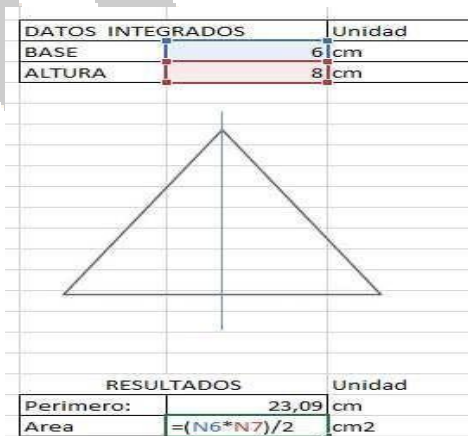 DATOS INTEGRADOS Unidad
BASE 6 cm
ALTURA 8 cm
RESULTADOS Unidad
Perimero: 23,09 cm
Area =(N6*N7)/2 cm2